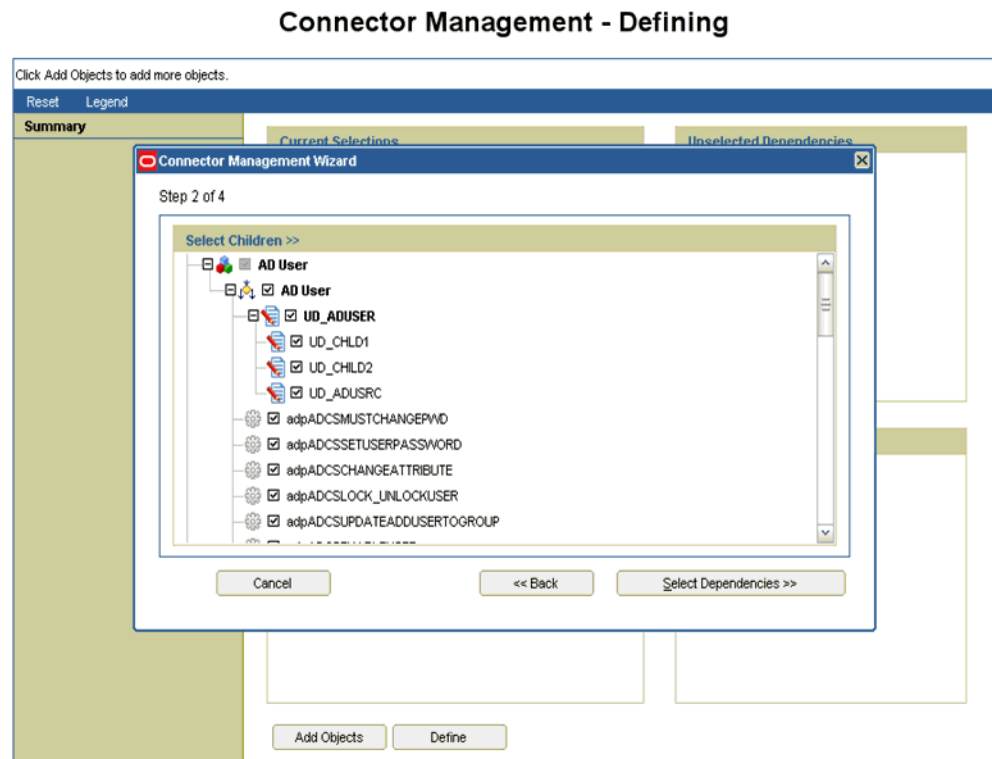 Connector Management - Defining
Click Add Objects to add more objects.
Reset Legend
Summary
Current Selections
Unselected Dependencies
Connector Management Wizard
Step 2 of 4
Select Children >>
AD User
AD User
UD_ADUSER
UD_CHLD1
UD_CHILD2
UD_ADUSRC
adpADCSMUSTCHANGEPWD
adpADCSSETUSERPASSWORD
adpADCSCHANGEATTRIBUTE
adpADCSLOCK_UNLOCKUSER
adpADCSUPDATEADDUSERTOGROUP
Cancel << Back Select Dependencies >>
Add Objects Define